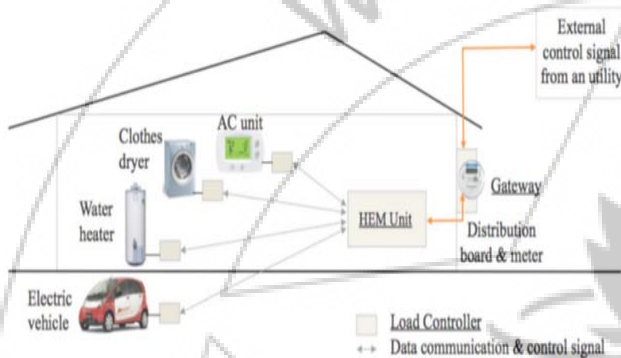 External
control signal
from an utility
AC unit
Clothes
dryer
Gateway
Water
heater
HEM Unit
Distribution
board & meter
Electric
vehicle
Load Controller
Data communication & control signal